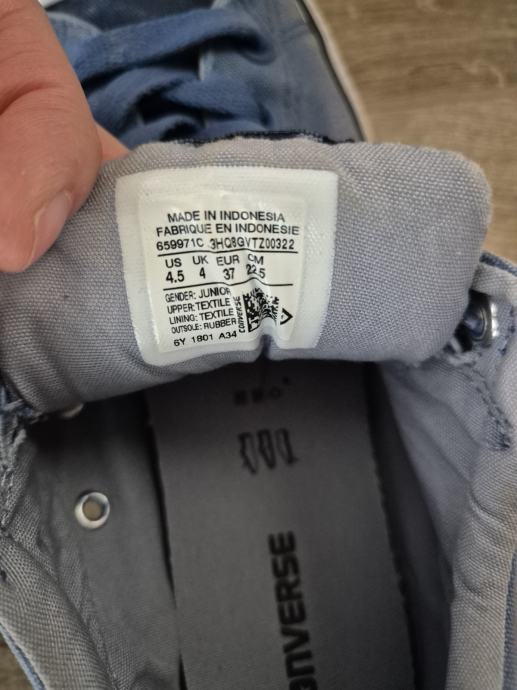 MADE IN INDONESIA
FABRIQUE EN INDONESIE
659971C 3HQ8GVTZ00322
US UK EUR CM
4.5 4 37 22.5
GENDER: JUNIOR
UPPER: TEXTILE
LINING: TEXTILE
OUTSOLE: RUBBER
CONVERSE
6Y 1801 A34
CONVERSE